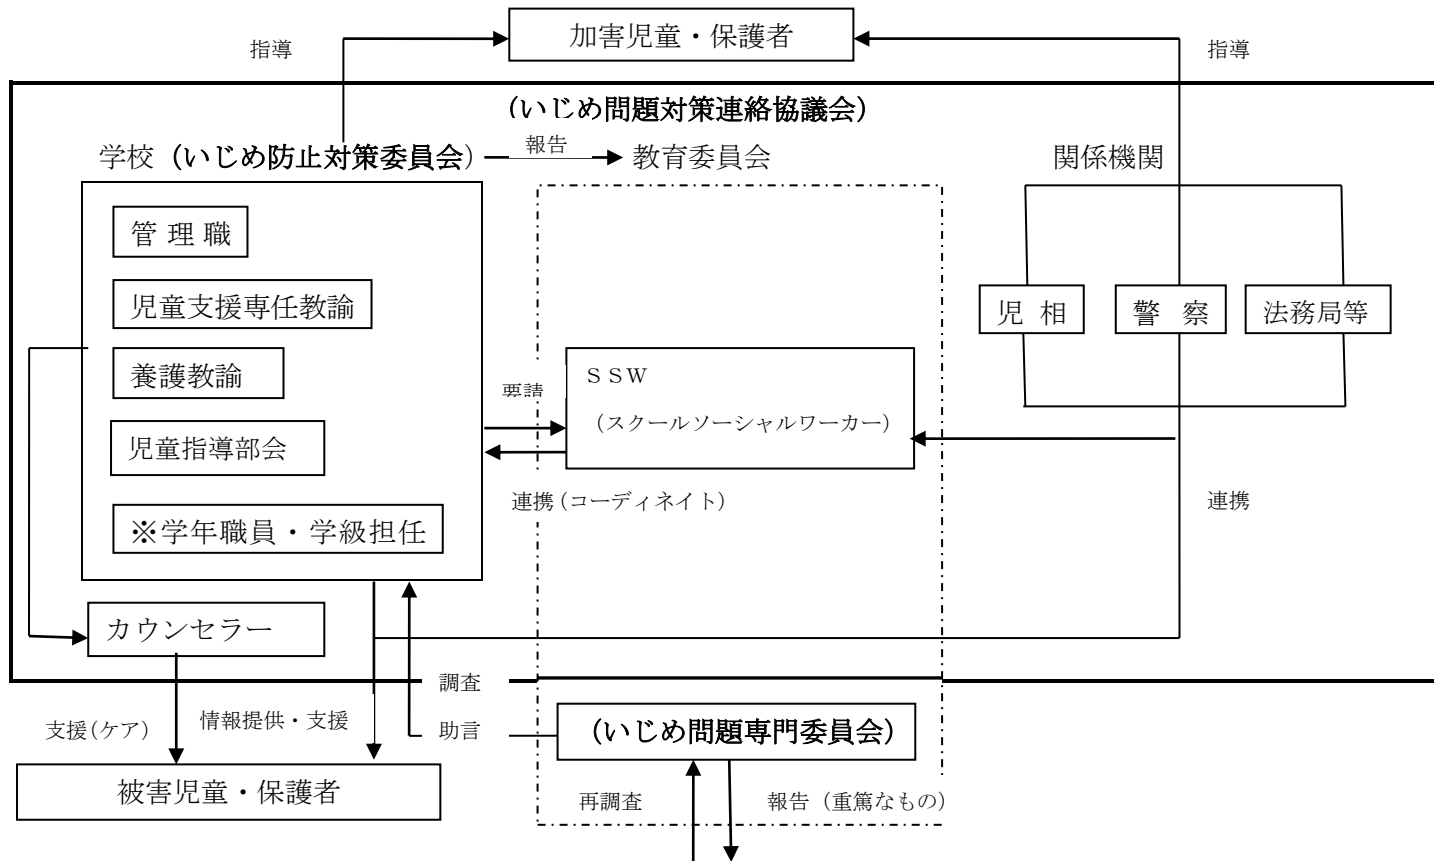 加害児童・保護者
指導
指導
（いじめ問題対策連絡協議会）
学校（いじめ防止対策委員会）
報告
教育委員会
関係機関
管 理 職
児童支援専任教諭
養護教諭
児童指導部会
※学年職員・学級担任
カウンセラー
要請
ＳＳＷ
（スクールソーシャルワーカー）
連携（コーディネイト）
児 相
警 察
法務局等
連携
調査
助言
支援（ケア）
情報提供・支援
被害児童・保護者
（いじめ問題専門委員会）
再調査
報告（重篤なもの）